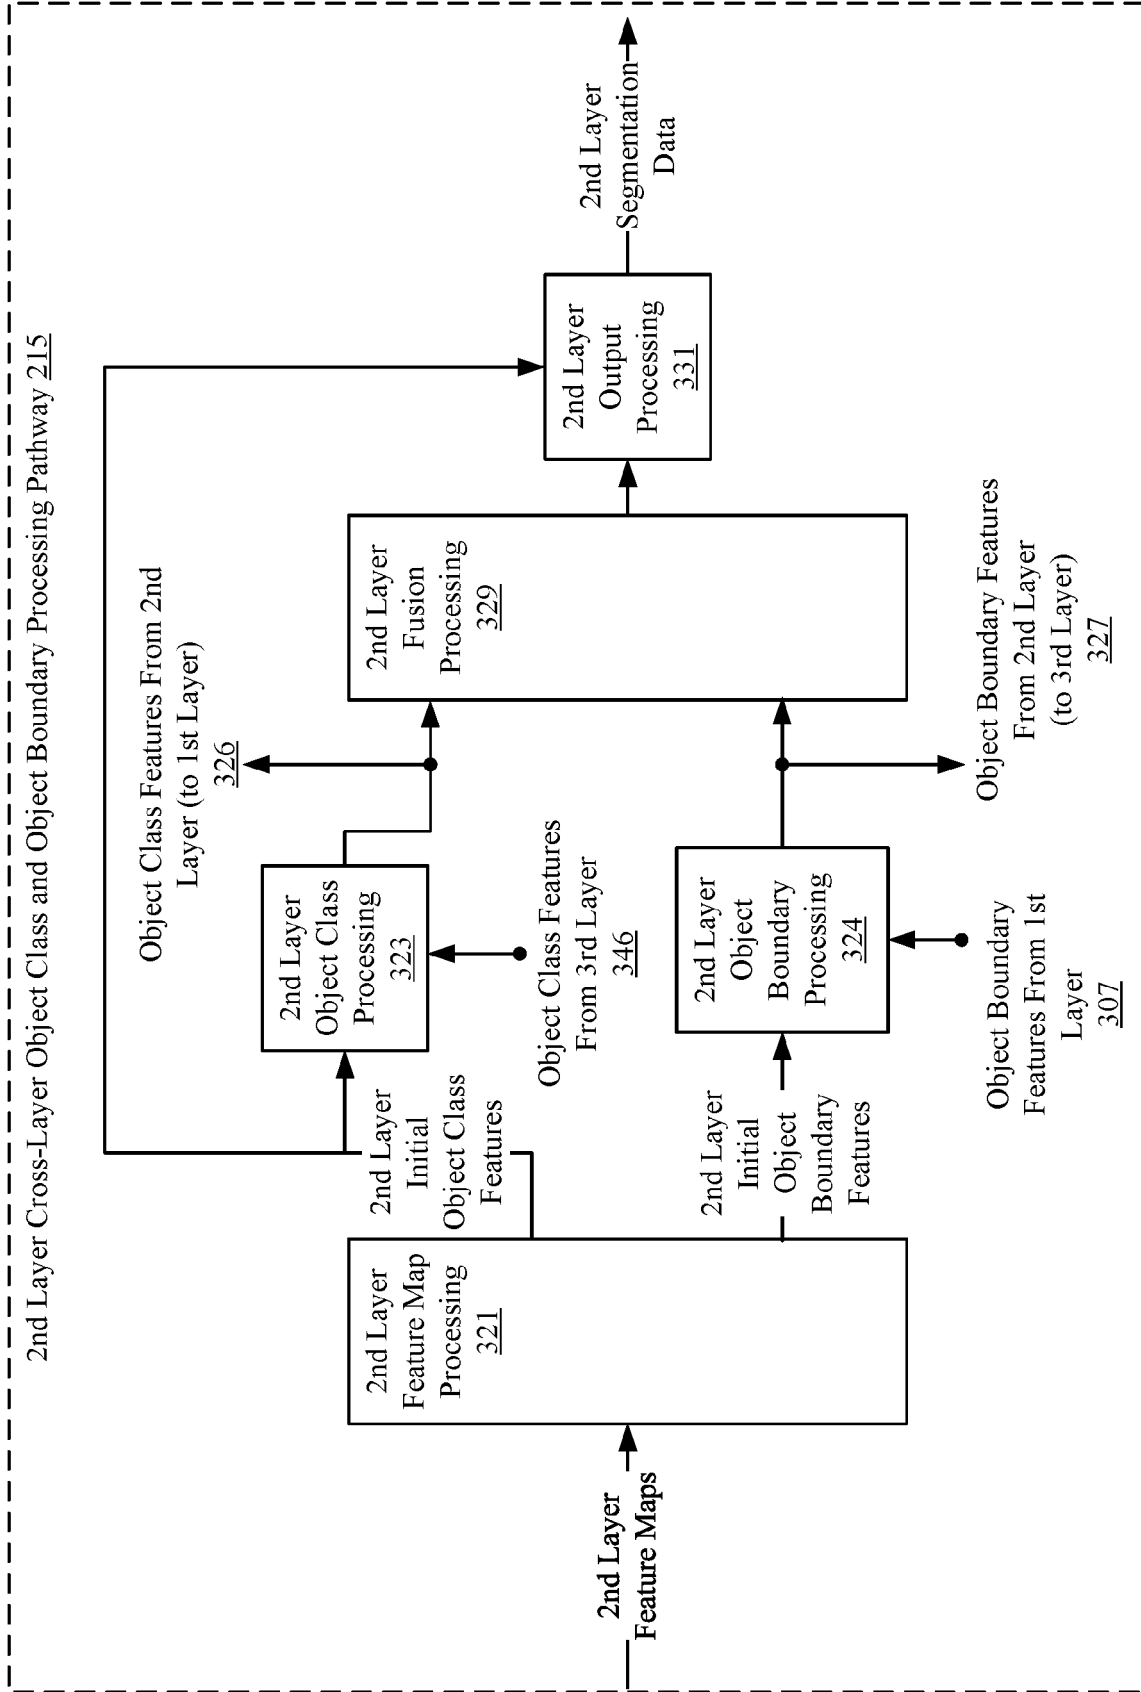 2nd Layer Cross-Layer Object Class and Object Boundary Processing Pathway 215
2nd Layer
Feature Maps
2nd Layer
Feature Map
Processing
321
2nd Layer
Initial
Object Class
Features
2nd Layer
Initial
Object
Boundary
Features
2nd Layer
Object Class
Processing
323
Object Class Features
From 3rd Layer
346
2nd Layer
Object
Boundary
Processing
324
Object Boundary
Features From 1st
Layer
307
Object Class Features From 2nd
Layer (to 1st Layer)
326
2nd Layer
Fusion
Processing
329
Object Boundary Features
From 2nd Layer
(to 3rd Layer)
327
2nd Layer
Output
Processing
331
2nd Layer
Segmentation
Data